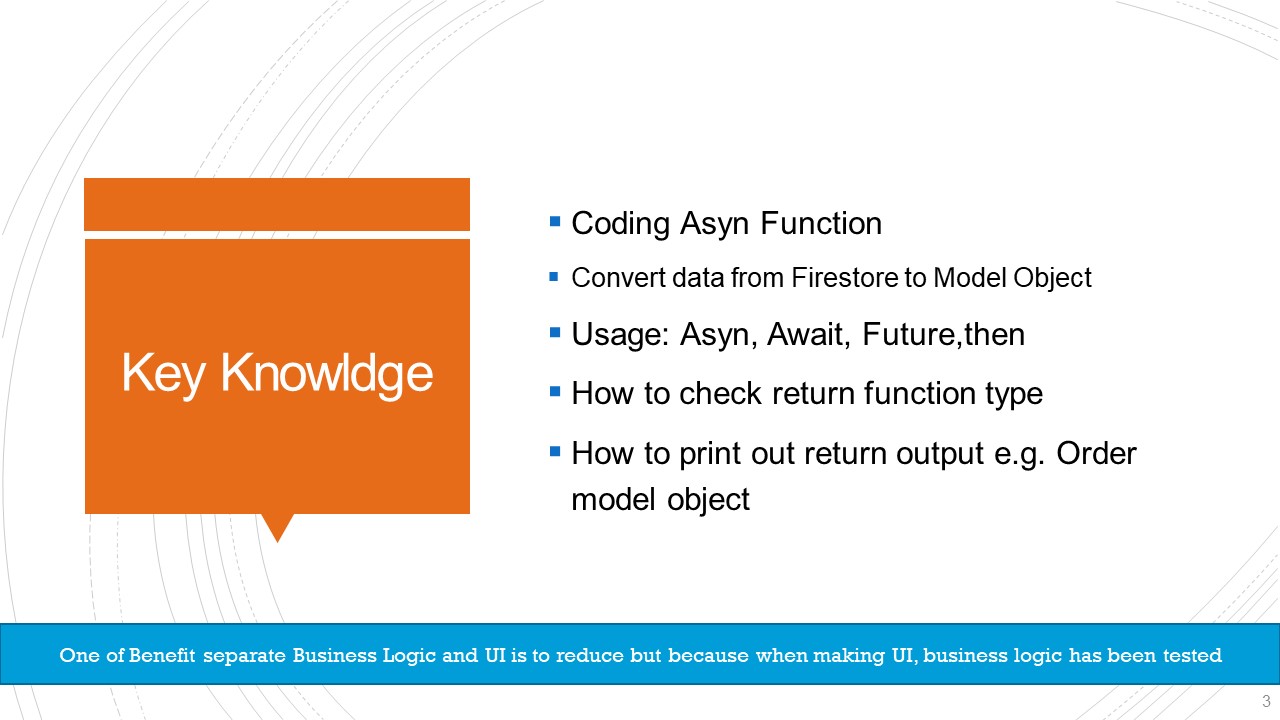 Key Knowldge
Coding Asyn Function
Convert data from Firestore to Model Object
Usage: Asyn, Await, Future,then
How to check return function type
How to print out return output e.g. Order
model object
One of Benefit separate Business Logic and UI is to reduce but because when making UI, business logic has been tested
3